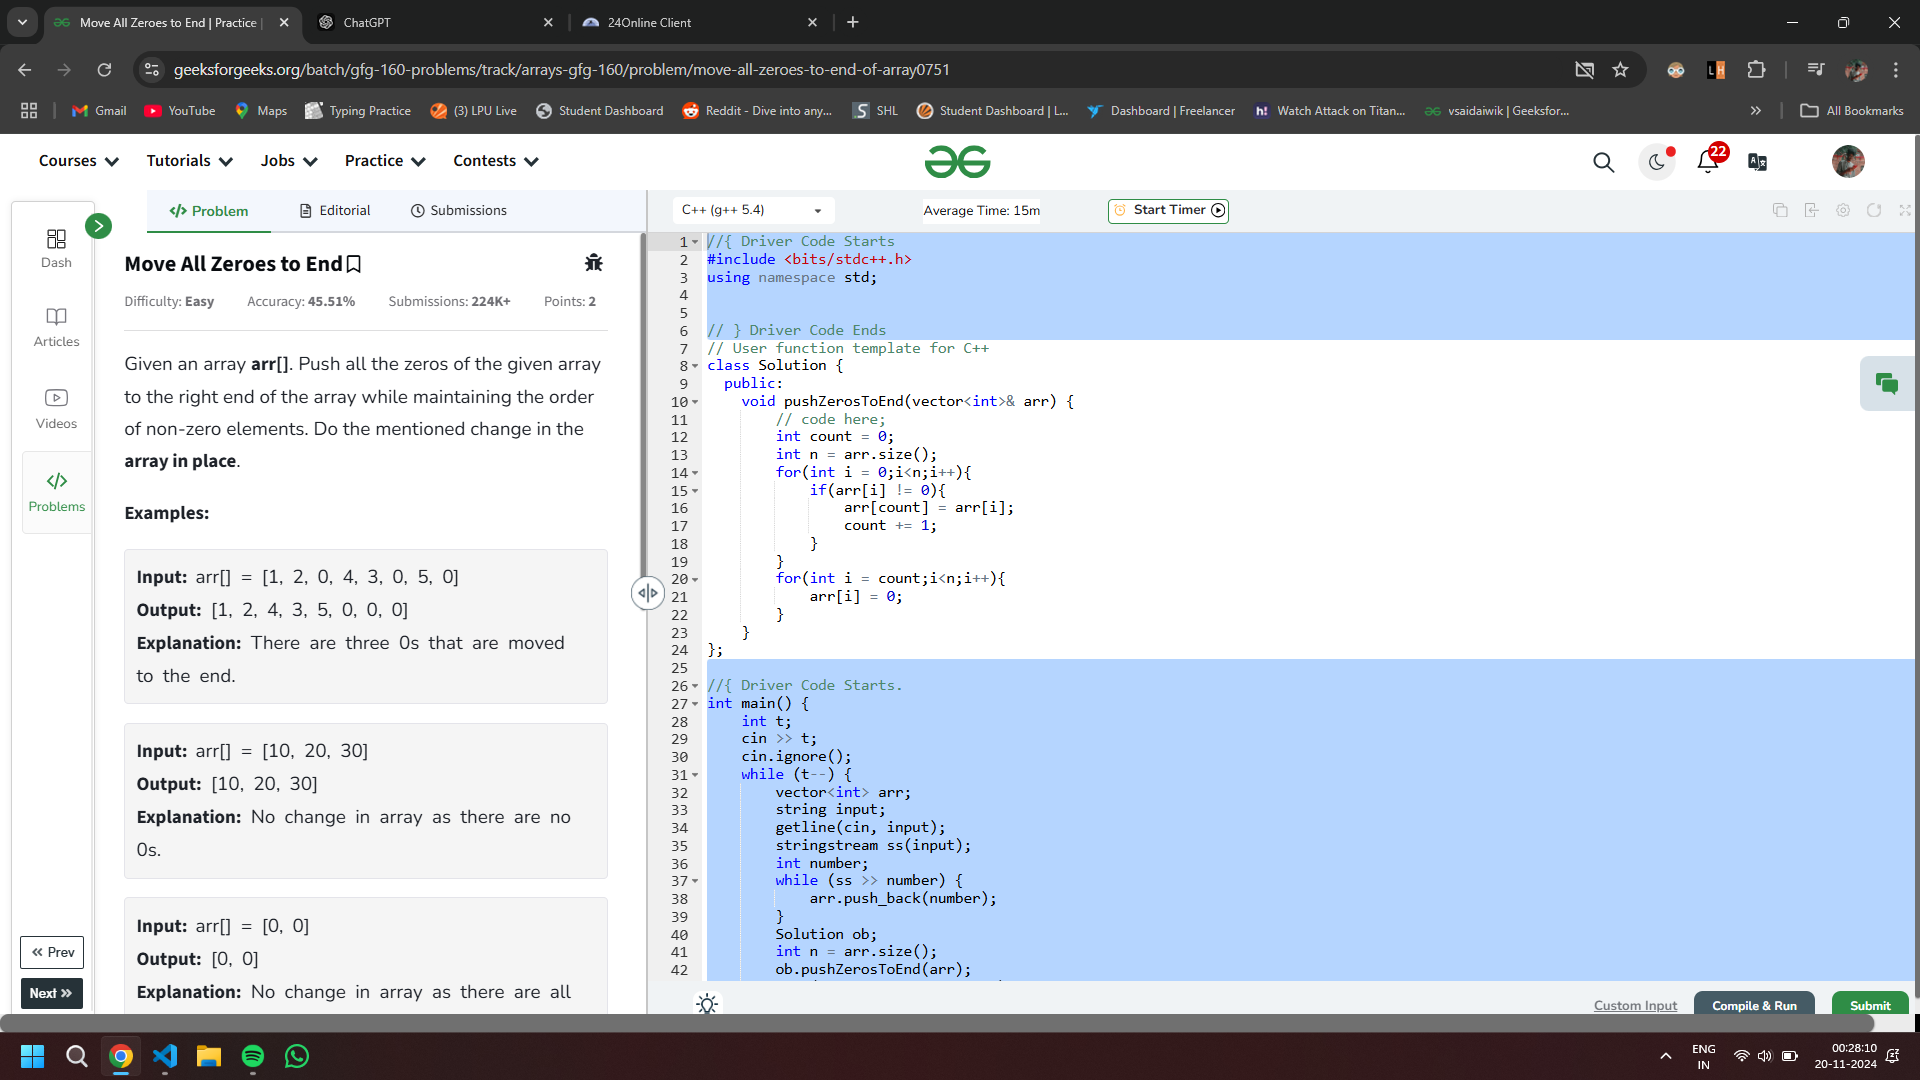 Move All Zeroes to End | Practice |
ChatGPT
24Online Client
geeksforgeeks.org/batch/gfg-160-problems/track/arrays-gfg-160/problem/move-all-zeroes-to-end-of-array0751
Gmail
YouTube
Maps
Typing Practice
(3) LPU Live
Student Dashboard
Reddit - Dive into any...
SHL
Student Dashboard | L...
Dashboard | Freelancer
Watch Attack on Titan...
vsaidaiwik | Geeksfor...
All Bookmarks
Courses
Tutorials
Jobs
Practice
Contests
22
Dash
Articles
Videos
Problems
Prev
Next
Problem
Editorial
Submissions
Move All Zeroes to End
Difficulty: Easy Accuracy: 45.51% Submissions: 224K+ Points: 2
Given an array arr[]. Push all the zeros of the given array
to the right end of the array while maintaining the order
of non-zero elements. Do the mentioned change in the
array in place.
Examples:
Input: arr[] = [1, 2, 0, 4, 3, 0, 5, 0]
Output: [1, 2, 4, 3, 5, 0, 0, 0]
Explanation: There are three 0s that are moved
to the end.
Input: arr[] = [10, 20, 30]
Output: [10, 20, 30]
Explanation: No change in array as there are no
0s.
Input: arr[] = [0, 0]
Output: [0, 0]
Explanation: No change in array as there are all
C++ (g++ 5.4)
Average Time: 15m
Start Timer
1 //{ Driver Code Starts
2 #include <bits/stdc++.h>
3 using namespace std;
4
5
6 // } Driver Code Ends
7 // User function template for C++
8 class Solution {
9 public:
10 void pushZerosToEnd(vector<int>& arr) {
11 // code here;
12 int count = 0;
13 int n = arr.size();
14 for(int i = 0;i<n;i++){
15 if(arr[i] != 0){
16 arr[count] = arr[i];
17 count += 1;
18 }
19 }
20 for(int i = count;i<n;i++){
21 arr[i] = 0;
22 }
23 }
24 };
25
26 //{ Driver Code Starts.
27 int main() {
28 int t;
29 cin >> t;
30 cin.ignore();
31 while (t--) {
32 vector<int> arr;
33 string input;
34 getline(cin, input);
35 stringstream ss(input);
36 int number;
37 while (ss >> number) {
38 arr.push_back(number);
39 }
40 Solution ob;
41 int n = arr.size();
42 ob.pushZerosToEnd(arr);
Custom Input
Compile & Run
Submit
ENG
IN
00:28:10
20-11-2024